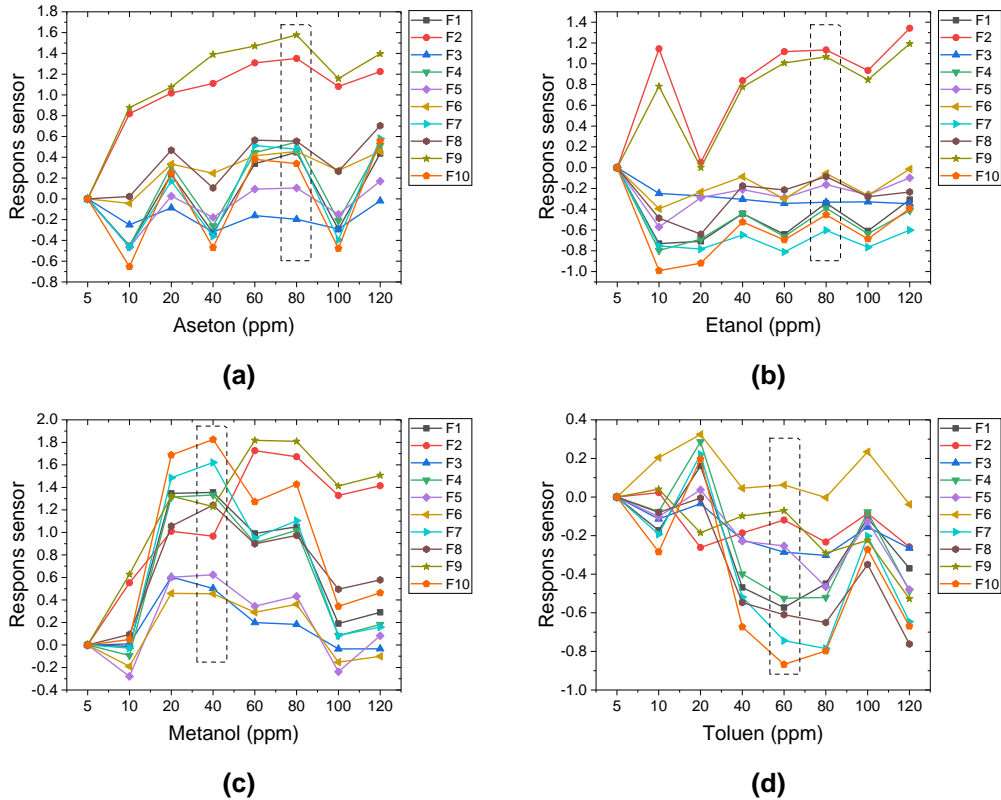 Respons sensor
1.8
1.6
1.4
1.2
1.0
0.8
0.6
0.4
0.2
0.0
-0.2
-0.4
-0.6
-0.8
5 10 20 40 60 80 100 120
Aseton (ppm)
F1
F2
F3
F4
F5
F6
F7
F8
F9
F10
(a)
Respons sensor
1.4
1.2
1.0
0.8
0.6
0.4
0.2
0.0
-0.2
-0.4
-0.6
-0.8
-1.0
5 10 20 40 60 80 100 120
Etanol (ppm)
F1
F2
F3
F4
F5
F6
F7
F8
F9
F10
(b)
Respons sensor
2.0
1.8
1.6
1.4
1.2
1.0
0.8
0.6
0.4
0.2
0.0
-0.2
-0.4
5 10 20 40 60 80 100 120
Metanol (ppm)
F1
F2
F3
F4
F5
F6
F7
F8
F9
F10
(c)
Respons sensor
0.4
0.2
0.0
-0.2
-0.4
-0.6
-0.8
-1.0
5 10 20 40 60 80 100 120
Toluen (ppm)
F1
F2
F3
F4
F5
F6
F7
F8
F9
F10
(d)